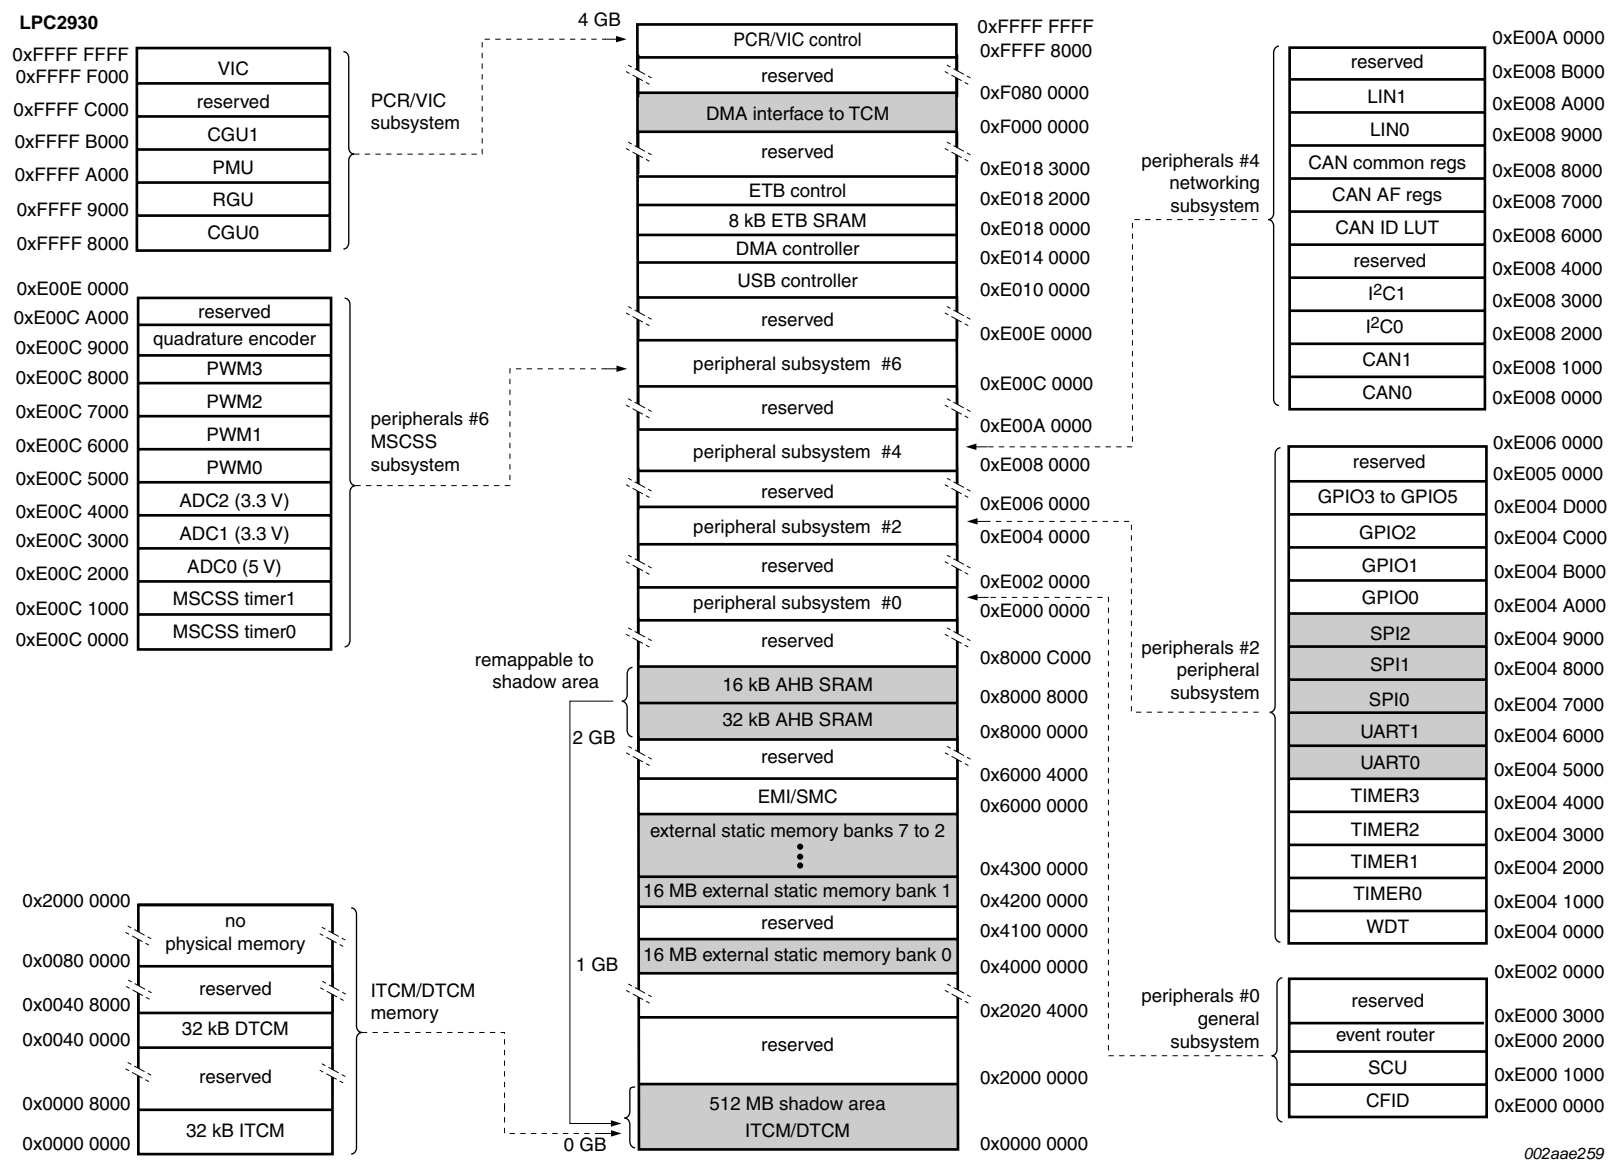 LPC2930
0xFFFF FFFF
VIC
0xFFFF F000
reserved
0xFFFF C000
CGU1
0xFFFF B000
PMU
0xFFFF A000
RGU
0xFFFF 9000
CGU0
0xFFFF 8000
PCR/VIC
subsystem
0xE00E 0000
reserved
0xE00C A000
quadrature encoder
0xE00C 9000
PWM3
0xE00C 8000
PWM2
0xE00C 7000
PWM1
0xE00C 6000
PWM0
0xE00C 5000
ADC2 (3.3 V)
0xE00C 4000
ADC1 (3.3 V)
0xE00C 3000
ADC0 (5 V)
0xE00C 2000
MSCSS timer1
0xE00C 1000
MSCSS timer0
0xE00C 0000
peripherals #6
MSCSS
subsystem
0x2000 0000
no
physical memory
0x0080 0000
reserved
0x0040 8000
32 kB DTCM
0x0040 0000
reserved
0x0000 8000
32 kB ITCM
0x0000 0000
ITCM/DTCM
memory
4 GB
remappable to
shadow area
2 GB
1 GB
0 GB
0xFFFF FFFF
PCR/VIC control
0xFFFF 8000
reserved
0xF080 0000
DMA interface to TCM
0xF000 0000
reserved
0xE018 3000
ETB control
0xE018 2000
8 kB ETB SRAM
0xE018 0000
DMA controller
0xE014 0000
USB controller
0xE010 0000
reserved
0xE00E 0000
peripheral subsystem #6
0xE00C 0000
reserved
0xE00A 0000
peripheral subsystem #4
0xE008 0000
reserved
0xE006 0000
peripheral subsystem #2
0xE004 0000
reserved
0xE002 0000
peripheral subsystem #0
0xE000 0000
reserved
0x8000 C000
16 kB AHB SRAM
0x8000 8000
32 kB AHB SRAM
0x8000 0000
reserved
0x6000 4000
EMI/SMC
0x6000 0000
external static memory banks 7 to 2
0x4300 0000
16 MB external static memory bank 1
0x4200 0000
reserved
0x4100 0000
16 MB external static memory bank 0
0x4000 0000
0x2020 4000
reserved
0x2000 0000
512 MB shadow area
ITCM/DTCM
0x0000 0000
peripherals #4
networking
subsystem
0xE00A 0000
reserved
0xE008 B000
LIN1
0xE008 A000
LIN0
0xE008 9000
CAN common regs
0xE008 8000
CAN AF regs
0xE008 7000
CAN ID LUT
0xE008 6000
reserved
0xE008 4000
I2C1
0xE008 3000
I2C0
0xE008 2000
CAN1
0xE008 1000
CAN0
0xE008 0000
peripherals #2
peripheral
subsystem
0xE006 0000
reserved
0xE005 0000
GPIO3 to GPIO5
0xE004 D000
GPIO2
0xE004 C000
GPIO1
0xE004 B000
GPIO0
0xE004 A000
SPI2
0xE004 9000
SPI1
0xE004 8000
SPI0
0xE004 7000
UART1
0xE004 6000
UART0
0xE004 5000
TIMER3
0xE004 4000
TIMER2
0xE004 3000
TIMER1
0xE004 2000
TIMER0
0xE004 1000
WDT
0xE004 0000
peripherals #0
general
subsystem
0xE002 0000
reserved
0xE000 3000
event router
0xE000 2000
SCU
0xE000 1000
CFID
0xE000 0000
002aae259